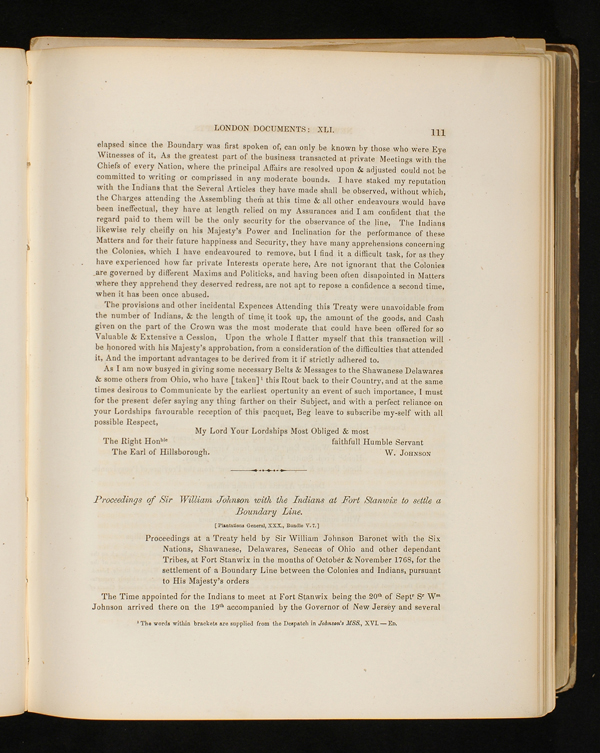 LONDON DOCUMENTS: XLI. 111
elapsed since the Boundary was first spoken of, can only be known by those who were Eye
Witnesses of it, As the greatest part of the business transacted at private Meetings with the
Chiefs of every Nation, where the principal Affairs are resolved upon & adjusted could not be
committed to writing or comprissed in any moderate bounds. I have staked my reputation
with the Indians that the Several Articles they have made shall be observed, without which,
the Charges attending the Assembling them at this time & all other endeavours would have
been ineffectual, they have at length relied on my Assurances and I am confident that the
regard paid to them will be the only security for the observance of the line, The Indians
likewise rely cheifly on his Majesty's Power and Inclination for the performance of these
Matters and for their future happiness and Security, they have many apprehensions concerning
the Colonies, which I have endeavoured to remove, but I find it a difficult task, for as they
have experienced how far private Interests operate here, Are not ignorant that the Colonies
are governed by different Maxims and Politicks, and having been often disapointed in Matters
where they apprehend they deserved redress, are not apt to repose a confidence a second time,
when it has been once abused.
The provisions and other incidental Expences Attending this Treaty were unavoidable from
the number of Indians, & the length of time it took up, the amount of the goods, and Cash
given on the part of the Crown was the most moderate that could have been offered for so
Valuable & Extensive a Cession, Upon the whole I flatter myself that this transaction will
be honored with his Majesty's approbation, from a consideration of the difficulties that attended
it, And the important advantages to be derived from it if strictly adhered to.
As I am now busyed in giving some necessary Belts & Messages to the Shawanese Delawares
& some others from Ohio, who have [taken]¹ this Rout back to their Country, and at the same
times desirous to Communicate by the earliest opertunity an event of such importance, I must
for the present defer saying any thing farther on their Subject, and with a perfect reliance on
your Lordships favourable reception of this pacquet, Beg leave to subscribe my-self with all
possible Respect,
My Lord Your Lordships Most Obliged & most
The Right Honble faithfull Humble Servant
The Earl of Hillsborough. W. JOHNSON
Proceedings of Sir William Johnson with the Indians at Fort Stanwix to settle a
Boundary Line.
[ Plantations General, XXX., Bundle V. 7. ]
Proceedings at a Treaty held by Sir William Johnson Baronet with the Six
Nations, Shawanese, Delawares, Senecas of Ohio and other dependant
Tribes, at Fort Stanwix in the months of October & November 1768, for the
settlement of a Boundary Line between the Colonies and Indians, pursuant
to His Majesty's orders
The Time appointed for the Indians to meet at Fort Stanwix being the 20th of Septr Sr Wm
Johnson arrived there on the 19th accompanied by the Governor of New Jersey and several
¹ The words within brackets are supplied from the Despatch in Johnson's MSS., XVI. — ED.